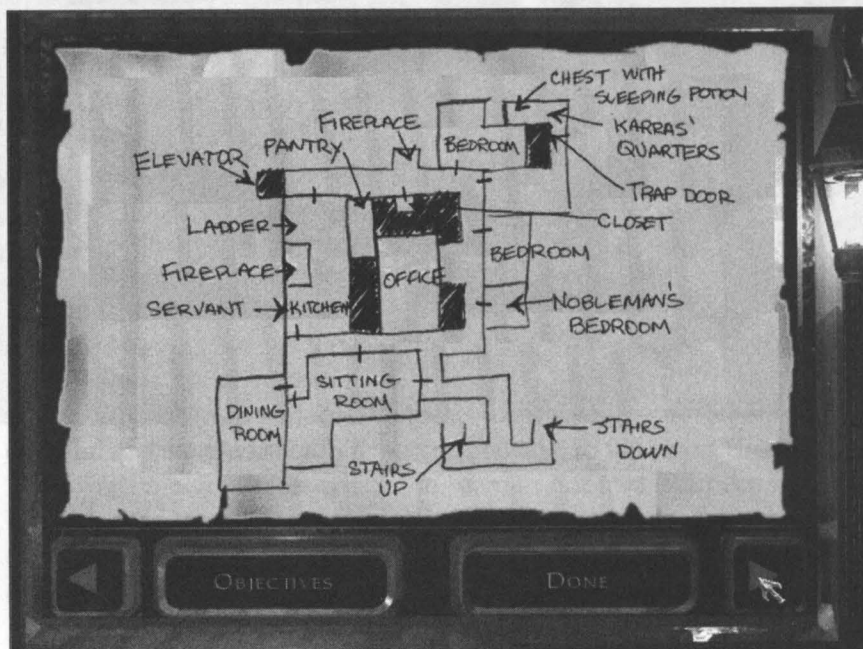 CHEST WITH
SLEEPING POTION
KARRAS'
QUARTERS
FIREPLACE
PANTRY
BEDROOM
ELEVATOR
TRAP DOOR
CLOSET
LADDER
BEDROOM
FIREPLACE
OFFICE
SERVANT
KITCHEN
NOBLEMAN'S
BEDROOM
SITTING
ROOM
DINING
ROOM
STAIRS
DOWN
STAIRS
UP
OBJECTIVES
DONE